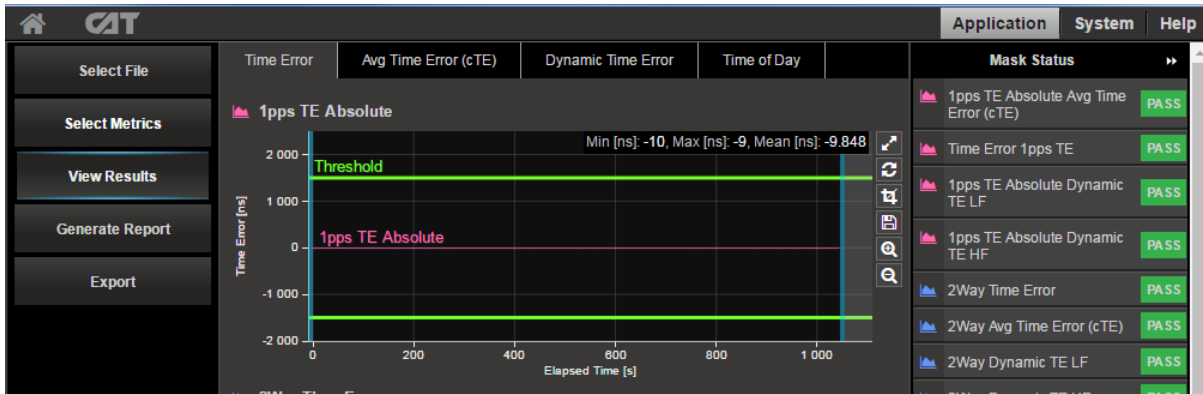 CAT
Application
System
Help
Select File
Select Metrics
View Results
Generate Report
Export
Time Error
Avg Time Error (cTE)
Dynamic Time Error
Time of Day
1pps TE Absolute
Min [ns]: -10, Max [ns]: -9, Mean [ns]: -9.848
Threshold
1pps TE Absolute
Time Error [ns]
2 000
1 000
0
-1 000
-2 000
0
200
400
600
800
1 000
Elapsed Time [s]
Mask Status
1pps TE Absolute Avg Time
Error (cTE)
PASS
Time Error 1pps TE
PASS
1pps TE Absolute Dynamic
TE LF
PASS
1pps TE Absolute Dynamic
TE HF
PASS
2Way Time Error
PASS
2Way Avg Time Error (cTE)
PASS
2Way Dynamic TE LF
PASS